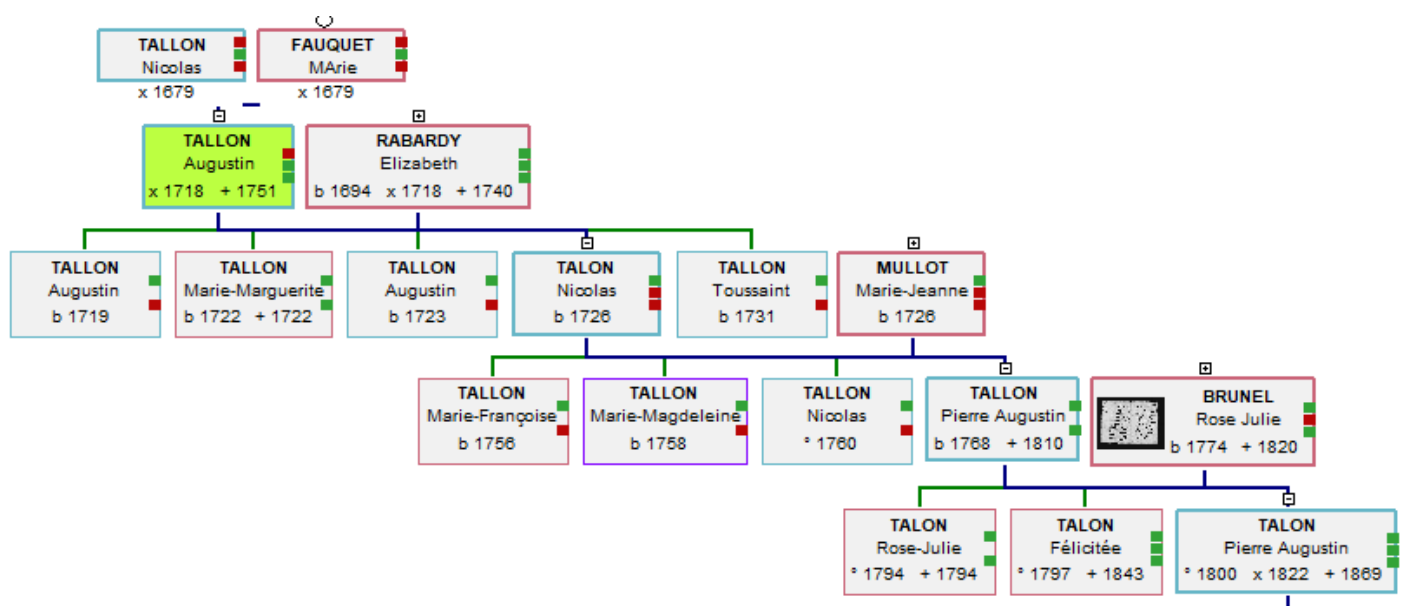 TALLON
Nicolas
x 1679
FAUQUET
MArie
x 1679
TALLON
Augustin
x 1718 + 1751
RABARDY
Elizabeth
b 1694 x 1718 + 1740
TALLON
Augustin
b 1719
TALLON
Marie-Marguerite
b 1722 + 1722
TALLON
Augustin
b 1723
TALON
Nicolas
b 1726
TALLON
Toussaint
b 1731
MULLOT
Marie-Jeanne
b 1726
TALLON
Marie-Françoise
b 1756
TALLON
Marie-Magdeleine
b 1758
TALLON
Nicolas
° 1760
TALLON
Pierre Augustin
b 1768 + 1810
BRUNEL
Rose Julie
b 1774 + 1820
TALON
Rose-Julie
° 1794 + 1794
TALON
Félicitée
° 1797 + 1843
TALON
Pierre Augustin
° 1800 x 1822 + 1869